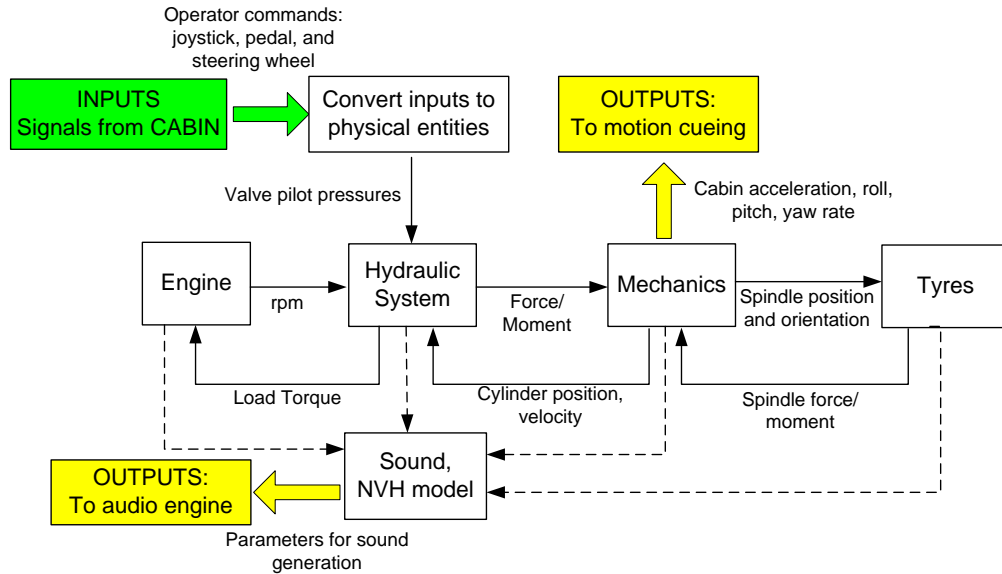 Operator commands:
joystick, pedal, and
steering wheel
INPUTS
Signals from CABIN
Convert inputs to
physical entities
OUTPUTS:
To motion cueing
Valve pilot pressures
Cabin acceleration, roll,
pitch, yaw rate
Engine
rpm
Hydraulic
System
Force/
Moment
Mechanics
Spindle position
and orientation
Tyres
Load Torque
Cylinder position,
velocity
Spindle force/
moment
Sound,
NVH model
OUTPUTS:
To audio engine
Parameters for sound
generation